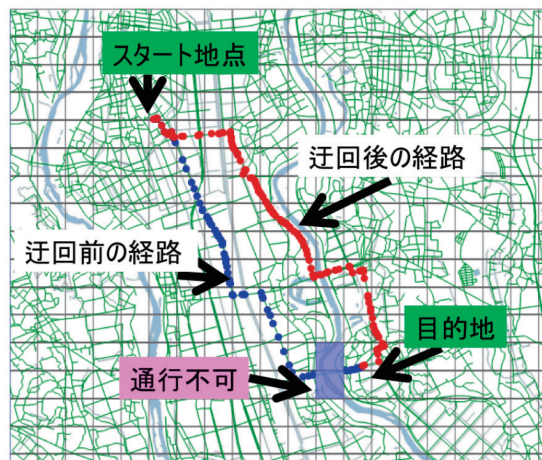 スタート地点
迂回後の経路
迂回前の経路
目的地
通行不可